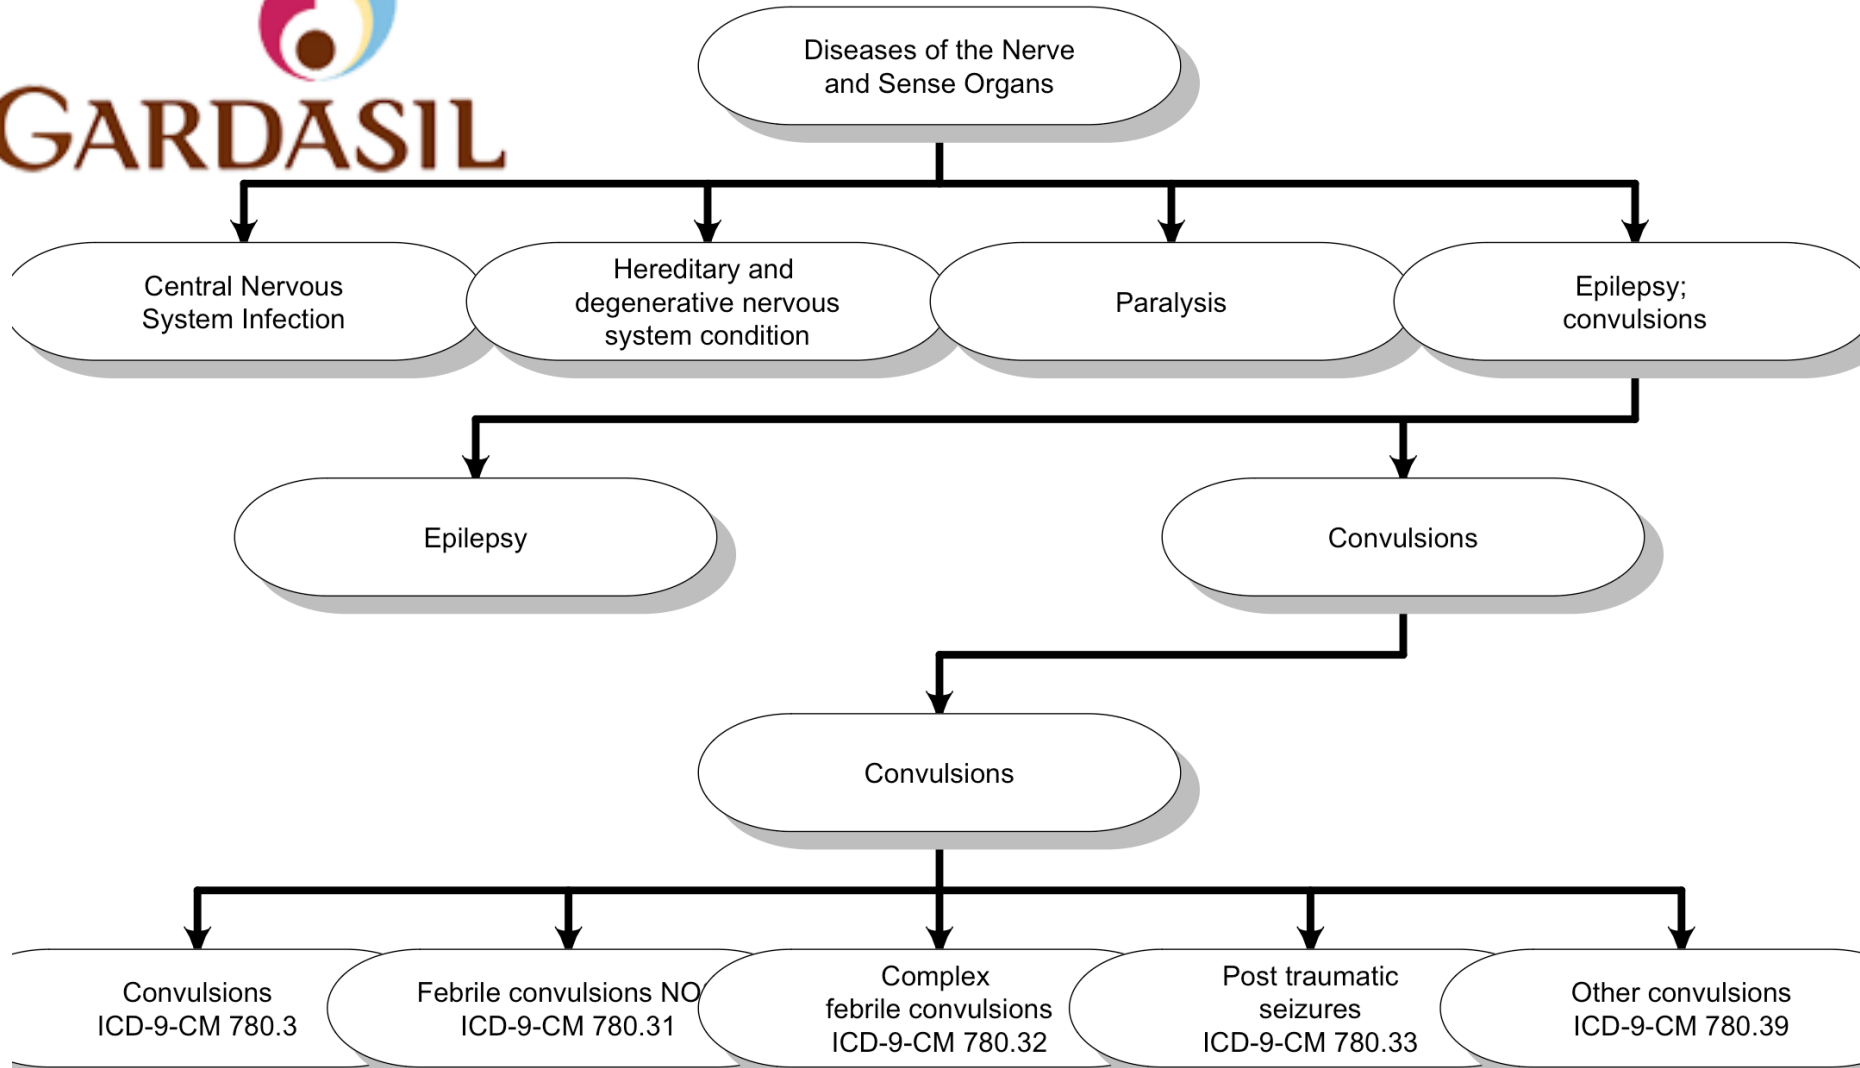 GARDASIL
Diseases of the Nerve
and Sense Organs
Central Nervous
System Infection
Hereditary and
degenerative nervous
system condition
Paralysis
Epilepsy;
convulsions
Epilepsy
Convulsions
Convulsions
Convulsions
ICD-9-CM 780.3
Febrile convulsions NO
ICD-9-CM 780.31
Complex
febrile convulsions
ICD-9-CM 780.32
Post traumatic
seizures
ICD-9-CM 780.33
Other convulsions
ICD-9-CM 780.39